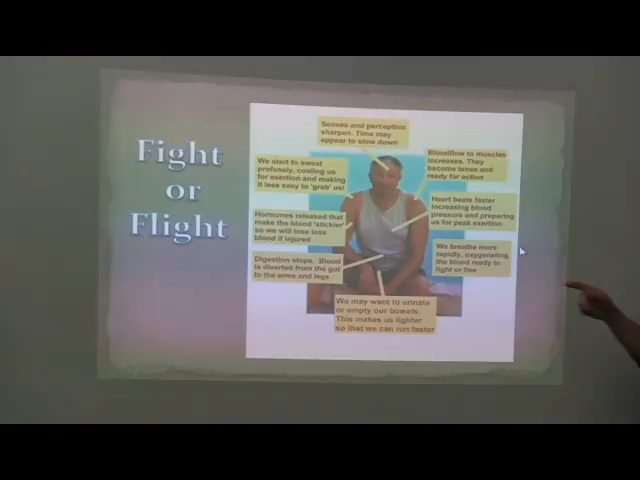 Fight
or
Flight
Senses and perception
sharpen. Time may
appear to slow down
We start to sweat
profusely, cooling us
for exertion and making
it less easy to 'grab' us!
Bloodflow to muscles
increases. They
become tense and
ready for action
Hormones released that
make the blood 'stickier'
so we will lose less
blood if injured
Heart beats faster
increasing blood
pressure and preparing
us for peak exertion
Digestion stops. Blood
is diverted from the gut
to the arms and legs
We breathe more
rapidly, oxygenating
the blood ready to
fight or flee
We may want to urinate
or empty our bowels.
This makes us lighter
so that we can run faster